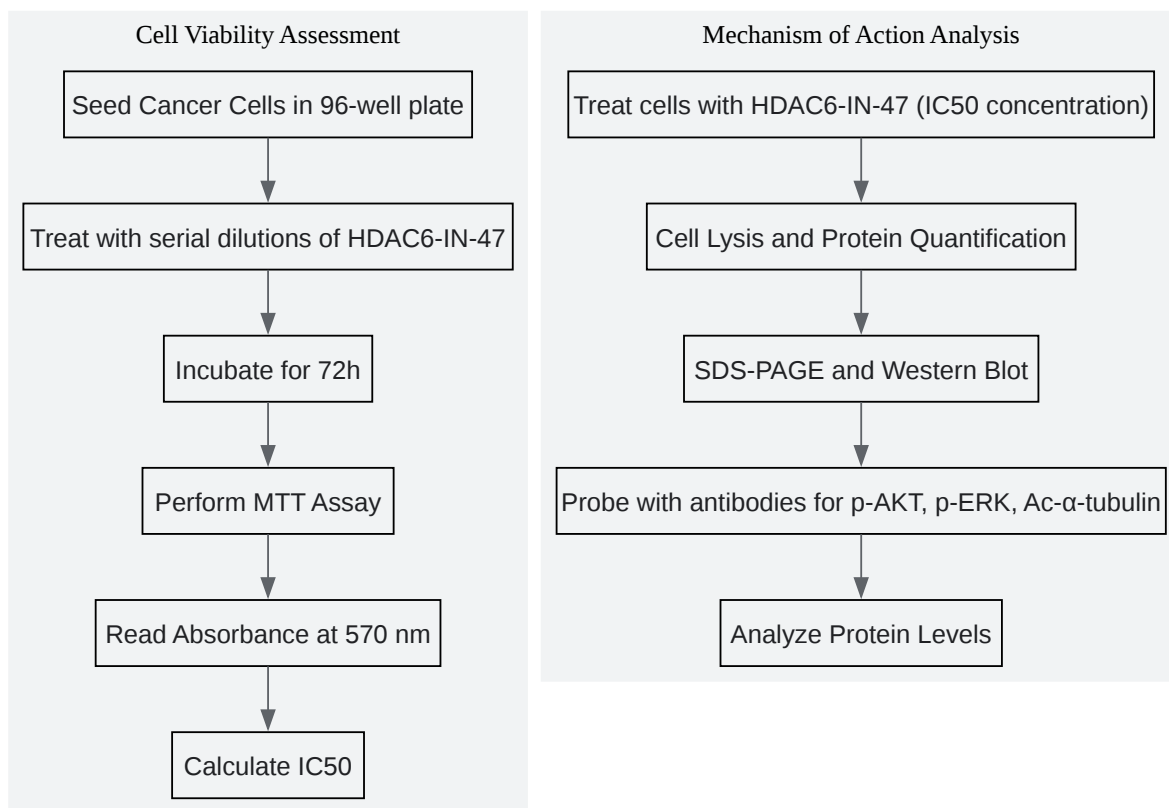 Cell Viability Assessment
Seed Cancer Cells in 96-well plate
Treat with serial dilutions of HDAC6-IN-47
Incubate for 72h
Perform MTT Assay
Read Absorbance at 570 nm
Calculate IC50
Mechanism of Action Analysis
Treat cells with HDAC6-IN-47 (IC50 concentration)
Cell Lysis and Protein Quantification
SDS-PAGE and Western Blot
Probe with antibodies for p-AKT, p-ERK, Ac-α-tubulin
Analyze Protein Levels